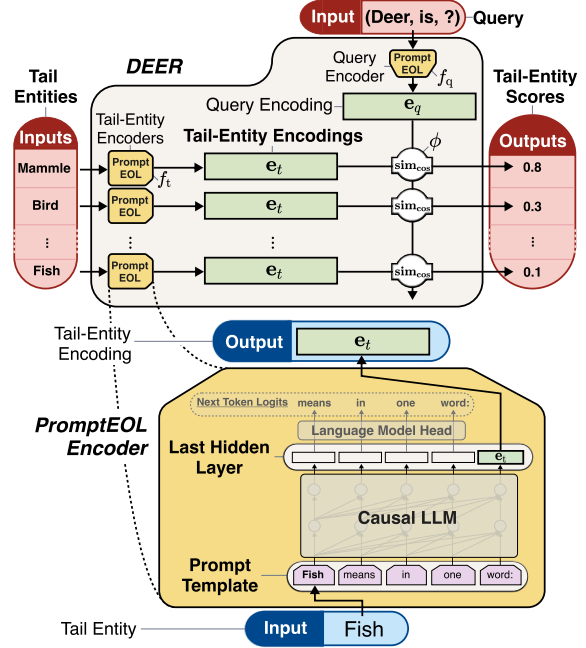 Input (Deer, is, ?) Query
DEER
Query
Encoder
Prompt
EOL
f_q
Tail
Entities
Tail-Entity
Scores
Query Encoding e_q
Tail-Entity
Encoders
Tail-Entity Encodings
Inputs
Outputs
ϕ
Mammle Prompt EOL e_t sim_cos 0.8
f_t
Bird Prompt EOL e_t sim_cos 0.3
... ... ...
Fish Prompt EOL e_t sim_cos 0.1
Tail-Entity
Encoding
Output e_t
Next Token Logits means in one word:
Language Model Head
PromptEOL
Encoder
Last Hidden
Layer
e_t
Causal LLM
Prompt
Template
Fish means in one word:
Tail Entity Input Fish